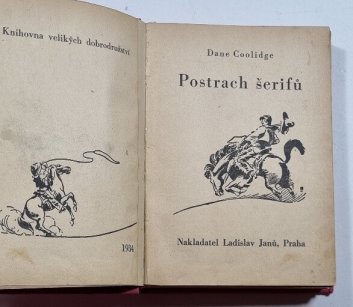 Knihovna velikých dobrodružství
1934
Dane Coolidge
Postrach šerifů
Nakladatel Ladislav Janů, Praha